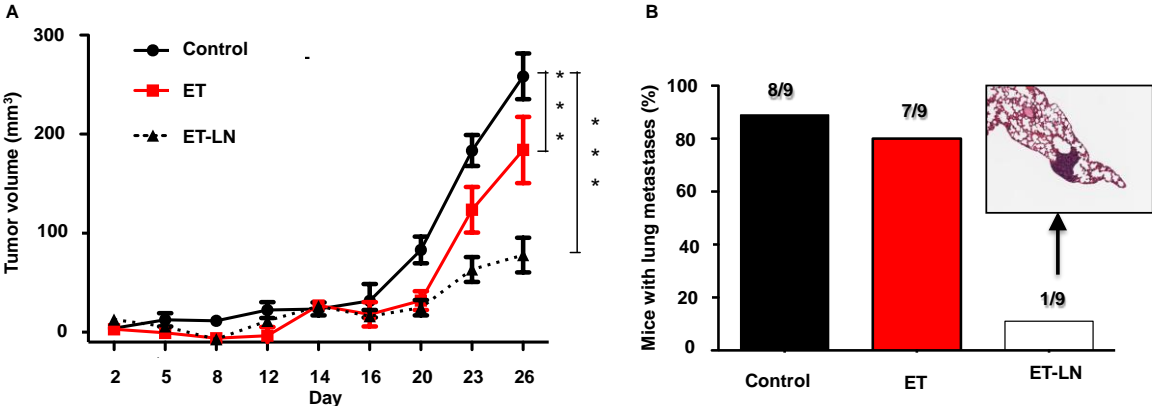 A
300
200
100
0
Tumor volume (mm³)
Control
ET
ET-LN
***
***
2 5 8 12 14 16 20 23 26
Day
B
100
80
60
40
20
0
Mice with lung metastases (%)
8/9
7/9
1/9
Control ET ET-LN